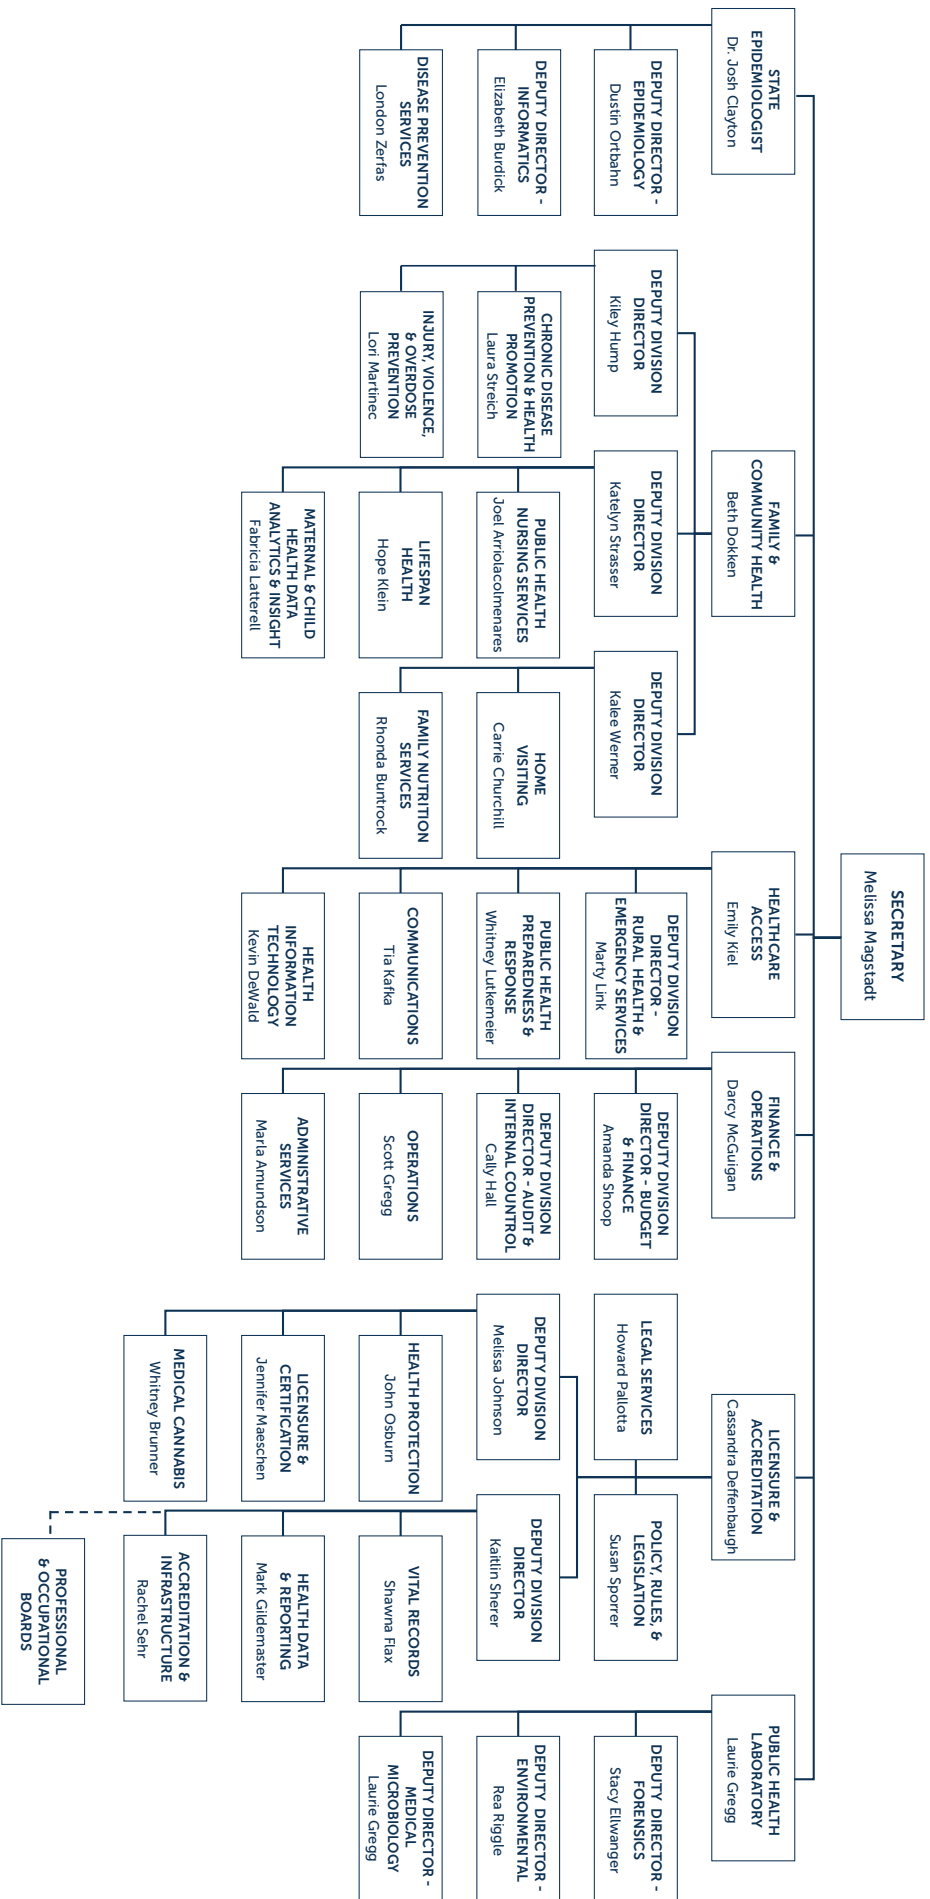 SECRETARY
Melissa Magstadt
STATE
EPIDEMIOLOGIST
Dr. Josh Clayton
DEPUTY DIRECTOR -
EPIDEMIOLOGY
Dustin Ortbahn
DEPUTY DIRECTOR -
INFORMATICS
Elizabeth Burdick
DISEASE PREVENTION
SERVICES
London Zerfas
FAMILY &
COMMUNITY HEALTH
Beth Dokken
DEPUTY DIVISION
DIRECTOR
Kiley Hump
CHRONIC DISEASE
PREVENTION & HEALTH
PROMOTION
Laura Streich
INJURY, VIOLENCE,
& OVERDOSE
PREVENTION
Lori Martinec
DEPUTY DIVISION
DIRECTOR
Katelyn Strasser
PUBLIC HEALTH
NURSING SERVICES
Joel Arriolacolmenares
LIFESPAN
HEALTH
Hope Klein
MATERNAL & CHILD
HEALTH DATA
ANALYTICS & INSIGHT
Fabricia Latterell
DEPUTY DIVISION
DIRECTOR
Kalee Werner
HOME
VISITING
Carrie Churchill
FAMILY NUTRITION
SERVICES
Rhonda Buntrock
HEALTHCARE
ACCESS
Emily Kiel
DEPUTY DIVISION
DIRECTOR -
RURAL HEALTH &
EMERGENCY SERVICES
Marty Link
PUBLIC HEALTH
PREPAREDNESS &
RESPONSE
Whitney Lutkemeier
COMMUNICATIONS
Tia Kafka
HEALTH
INFORMATION
TECHNOLOGY
Kevin DeWald
FINANCE &
OPERATIONS
Darcy McGuigan
DEPUTY DIVISION
DIRECTOR - BUDGET
& FINANCE
Amanda Shoop
DEPUTY DIVISION
DIRECTOR - AUDIT &
INTERNAL COUNTROL
Cally Hall
OPERATIONS
Scott Gregg
ADMINISTRATIVE
SERVICES
Marla Amundson
LICENSURE &
ACCREDITATION
Cassandra Deffenbaugh
LEGAL SERVICES
Howard Pallotta
POLICY, RULES, &
LEGISLATION
Susan Sporrer
DEPUTY DIVISION
DIRECTOR
Melissa Johnson
HEALTH PROTECTION
John Osburn
LICENSURE &
CERTIFICATION
Jennifer Maeschen
MEDICAL CANNABIS
Whitney Brunner
DEPUTY DIVISION
DIRECTOR
Kaitlin Sherer
VITAL RECORDS
Shawna Flax
HEALTH DATA
& REPORTING
Mark Gildemaster
ACCREDITATION &
INFRASTRUCTURE
Rachel Sehr
PROFESSIONAL
& OCCUPATIONAL
BOARDS
PUBLIC HEALTH
LABORATORY
Laurie Gregg
DEPUTY DIRECTOR -
FORENSICS
Stacy Ellwanger
DEPUTY DIRECTOR -
ENVIRONMENTAL
Rea Riggle
DEPUTY DIRECTOR -
MEDICAL
MICROBIOLOGY
Laurie Gregg